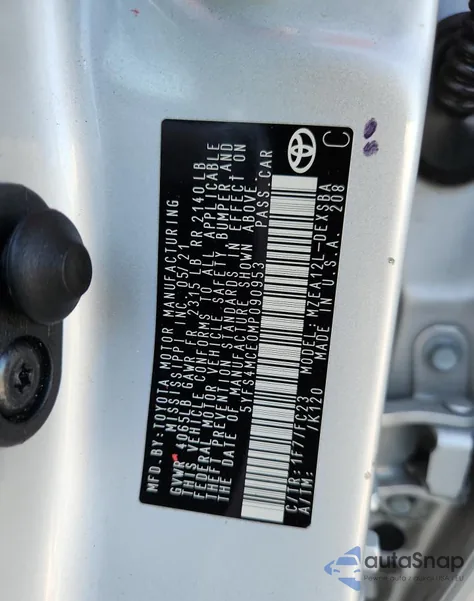 MFD. BY: TOYOTA MOTOR MANUFACTURING
MISSISSIPPI INC. 05/21
GVWR 4065LB GAWR FR 2315LB RR 2140LB
THIS VEHICLE CONFORMS TO ALL APPLICABLE
FEDERAL MOTOR VEHICLE SAFETY, BUMPER AND
THEFT PREVENTION STANDARDS IN EFFECT ON
THE DATE OF MANUFACTURE SHOWN ABOVE.
5YFS4MCE0MP090953 PASS. CAR
C/TR: 1F7/FC23 MODEL: MZEA12L-DEXSBA
A/TM: /K120 MADE IN U.S.A. 208
C
autoSnap